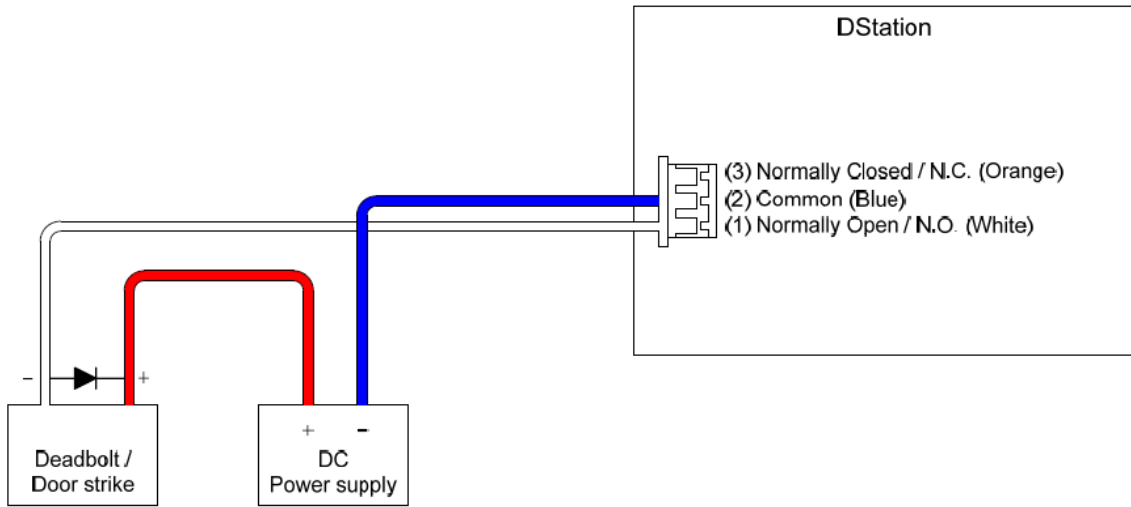 DStation
(3) Normally Closed / N.C. (Orange)
(2) Common (Blue)
(1) Normally Open / N.O. (White)
- +
+ -
Deadbolt /
Door strike
DC
Power supply